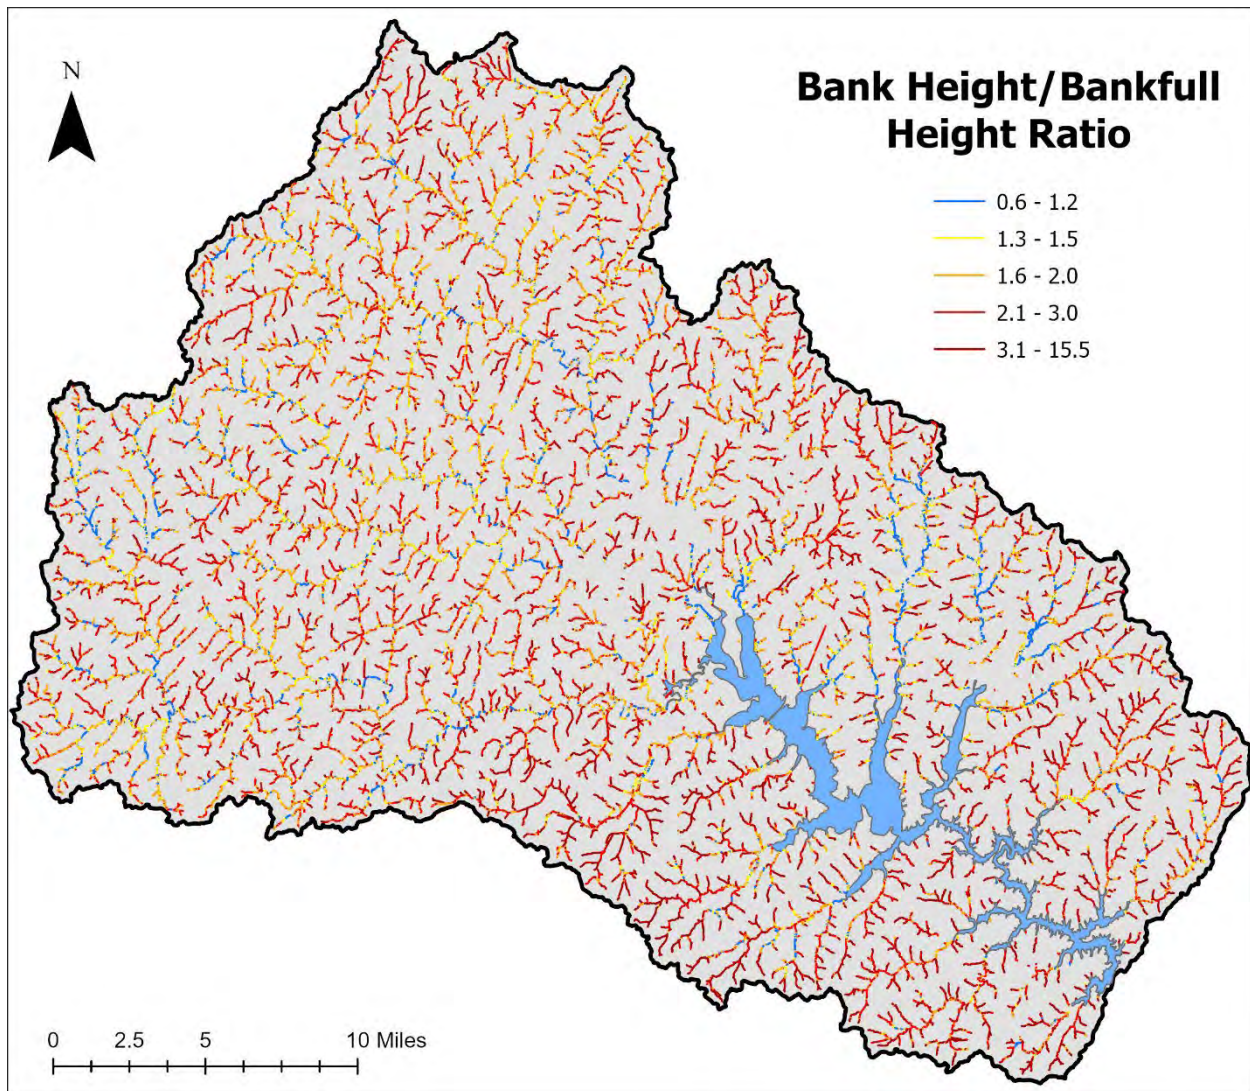 N
Bank Height/Bankfull
Height Ratio
0.6 - 1.2
1.3 - 1.5
1.6 - 2.0
2.1 - 3.0
3.1 - 15.5
0 2.5 5 10 Miles